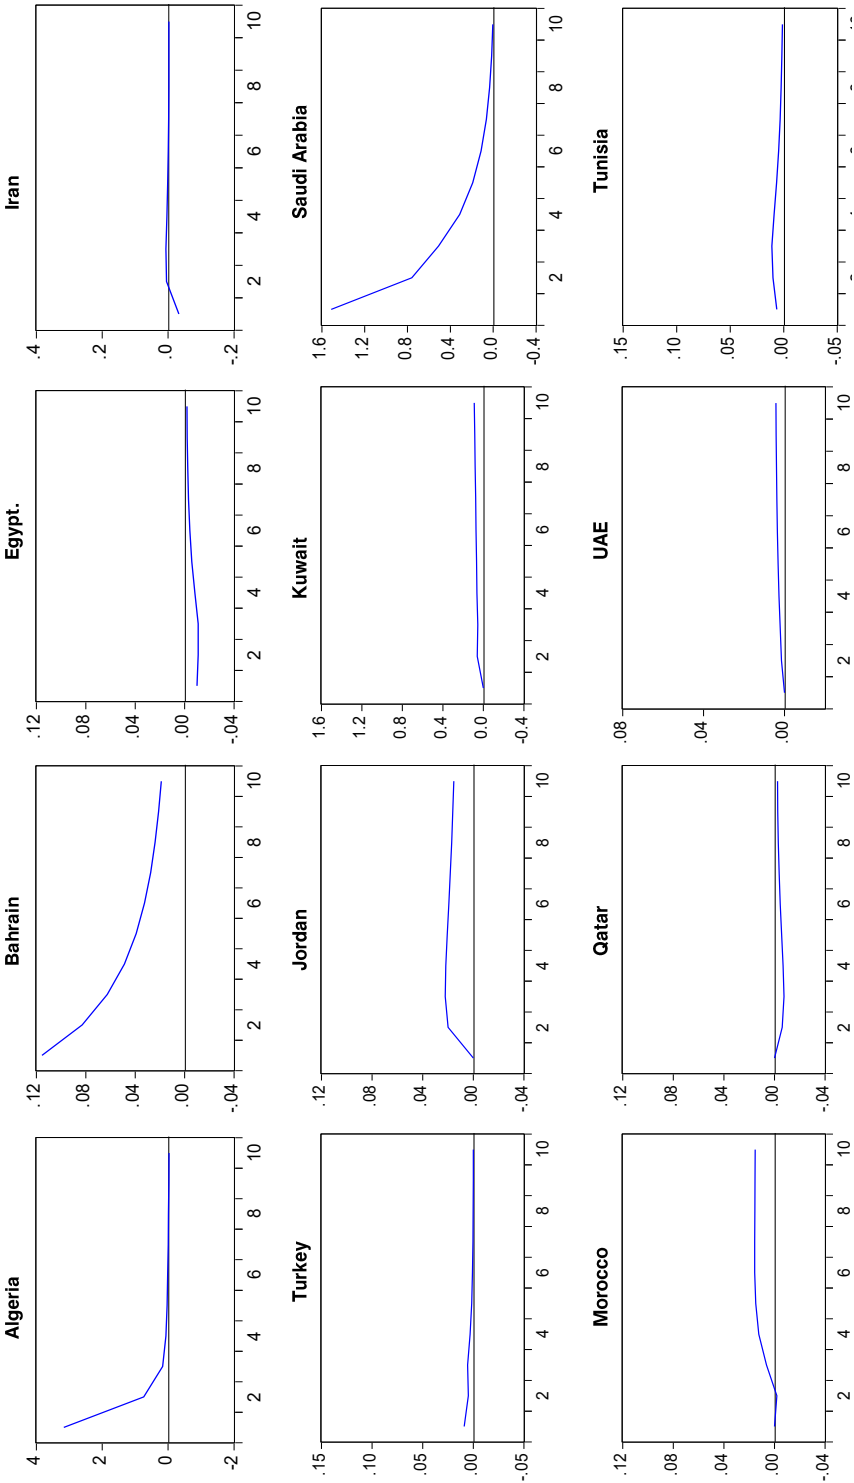 Algeria
Bahrain
Egypt.
Iran
4
2
0
-2
2 4 6 8 10
.12
.08
.04
.00
-.04
2 4 6 8 10
.12
.08
.04
.00
-.04
2 4 6 8 10
.4
.2
.0
-.2
2 4 6 8 10
Turkey
Jordan
Kuwait
Saudi Arabia
.15
.10
.05
.00
-.05
2 4 6 8 10
.12
.08
.04
.00
-.04
2 4 6 8 10
1.6
1.2
0.8
0.4
0.0
-0.4
2 4 6 8 10
1.6
1.2
0.8
0.4
0.0
-0.4
2 4 6 8 10
Morocco
Qatar
UAE
Tunisia
.12
.08
.04
.00
-.04
2 4 6 8 10
.12
.08
.04
.00
-.04
2 4 6 8 10
.08
.04
.00
2 4 6 8 10
.15
.10
.05
.00
-.05